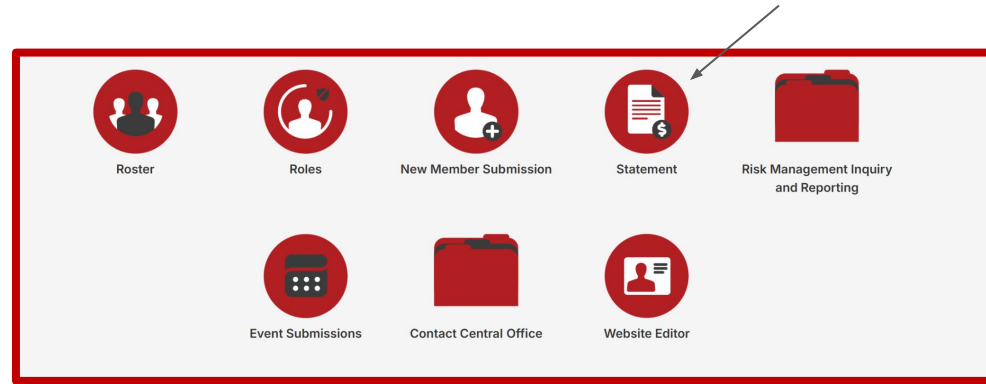 Roster
Roles
New Member Submission
Statement
Risk Management Inquiry
and Reporting
Event Submissions
Contact Central Office
Website Editor